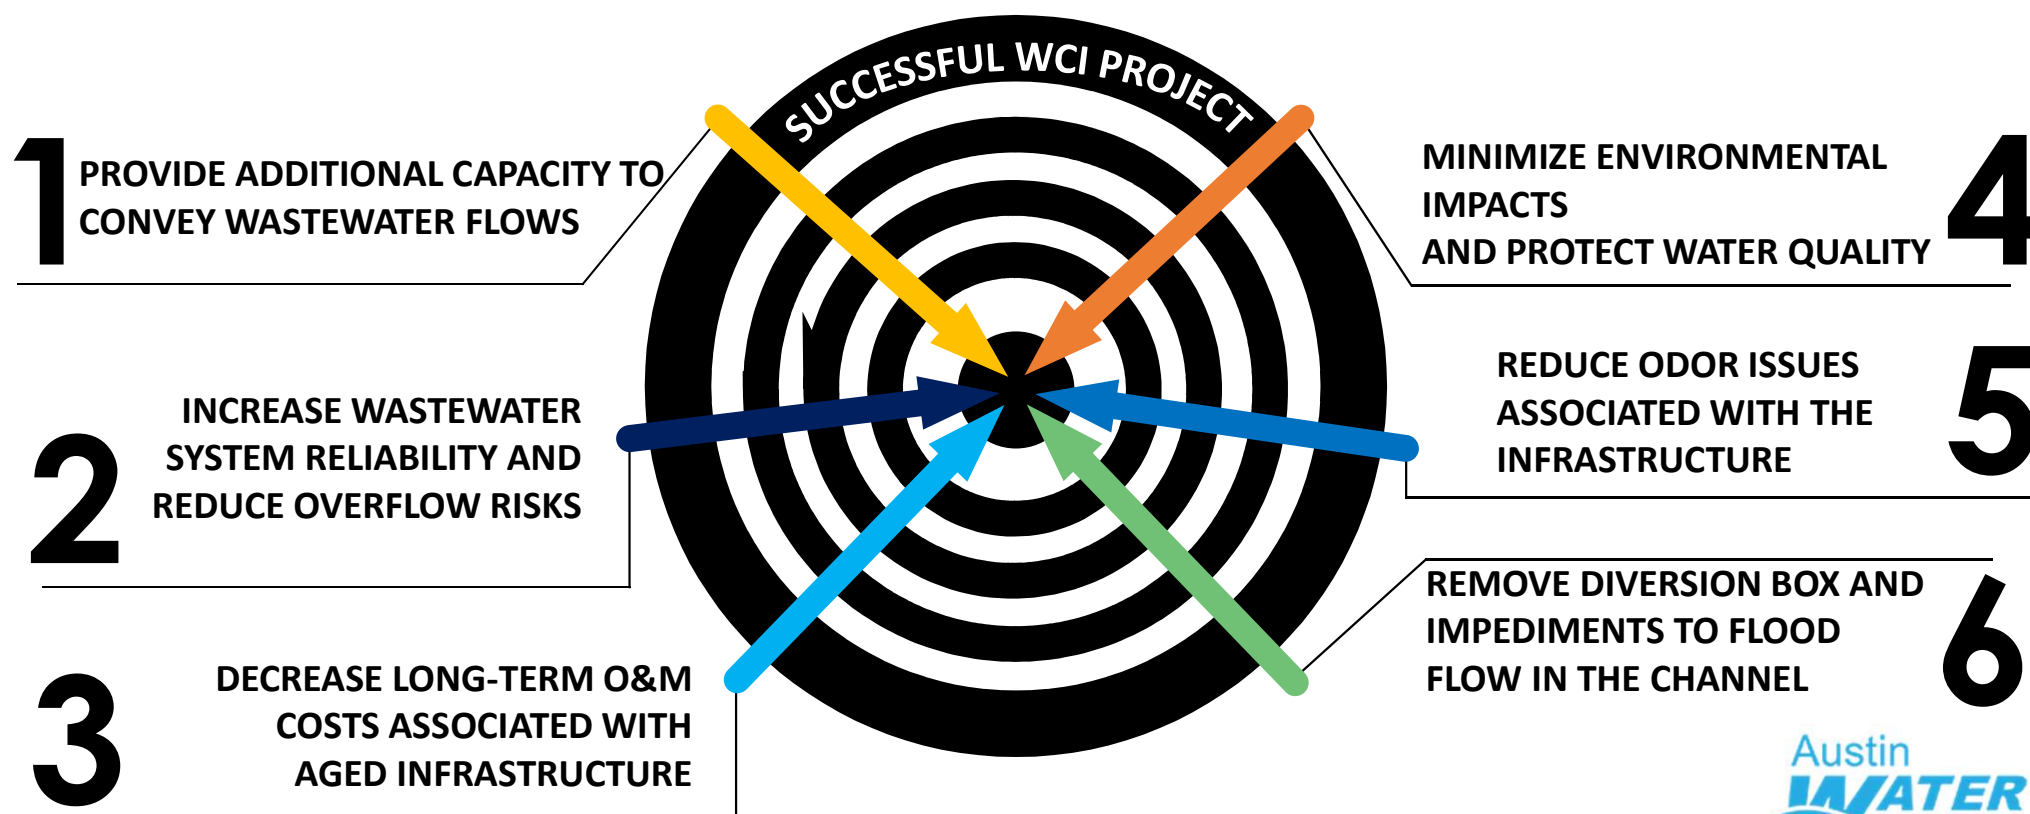 SUCCESSFUL WCI PROJECT
1
PROVIDE ADDITIONAL CAPACITY TO
CONVEY WASTEWATER FLOWS
2
INCREASE WASTEWATER
SYSTEM RELIABILITY AND
REDUCE OVERFLOW RISKS
3
DECREASE LONG-TERM O&M
COSTS ASSOCIATED WITH
AGED INFRASTRUCTURE
MINIMIZE ENVIRONMENTAL
IMPACTS
AND PROTECT WATER QUALITY
4
REDUCE ODOR ISSUES
ASSOCIATED WITH THE
INFRASTRUCTURE
5
REMOVE DIVERSION BOX AND
IMPEDIMENTS TO FLOOD
FLOW IN THE CHANNEL
6
Austin
WATER